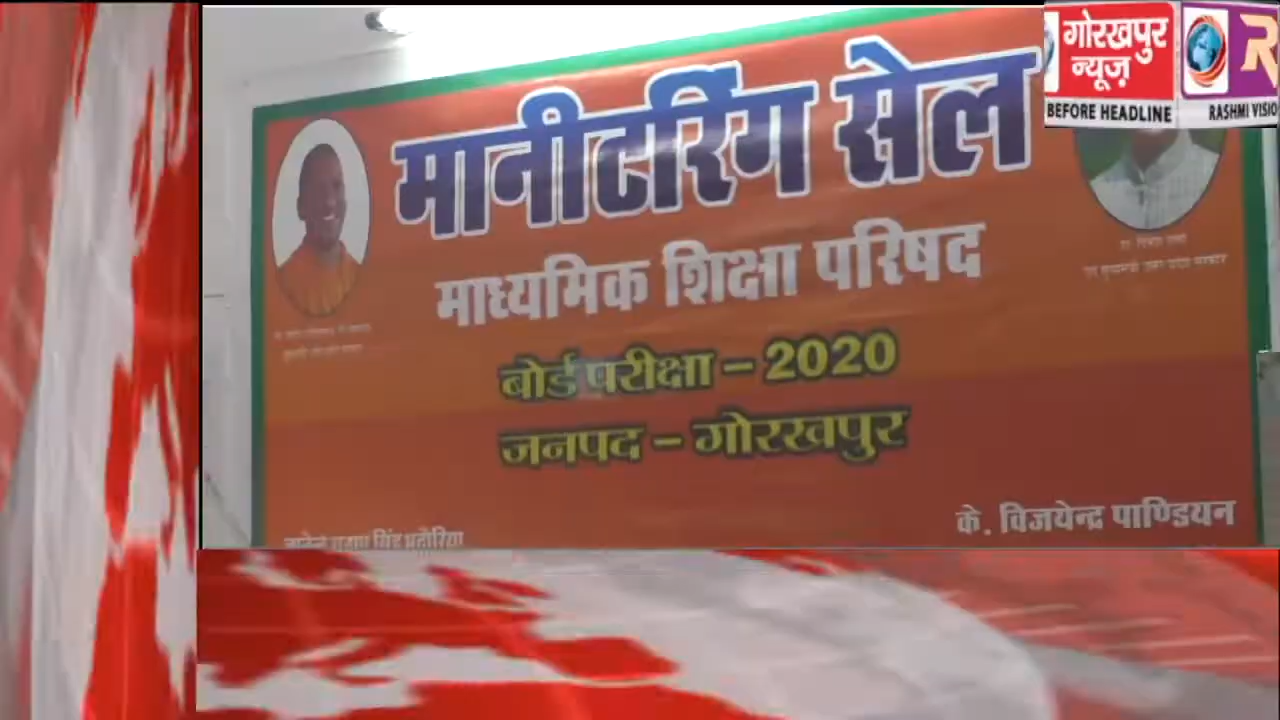 गोरखपुर
न्यूज़
BEFORE HEADLINE
R
RASHMI VISIO
मानीटरिंग सेल
माध्यमिक शिक्षा परिषद
बोर्ड परीक्षा – 2020
जनपद – गोरखपुर
के. विजयेन्द्र पाण्डियन